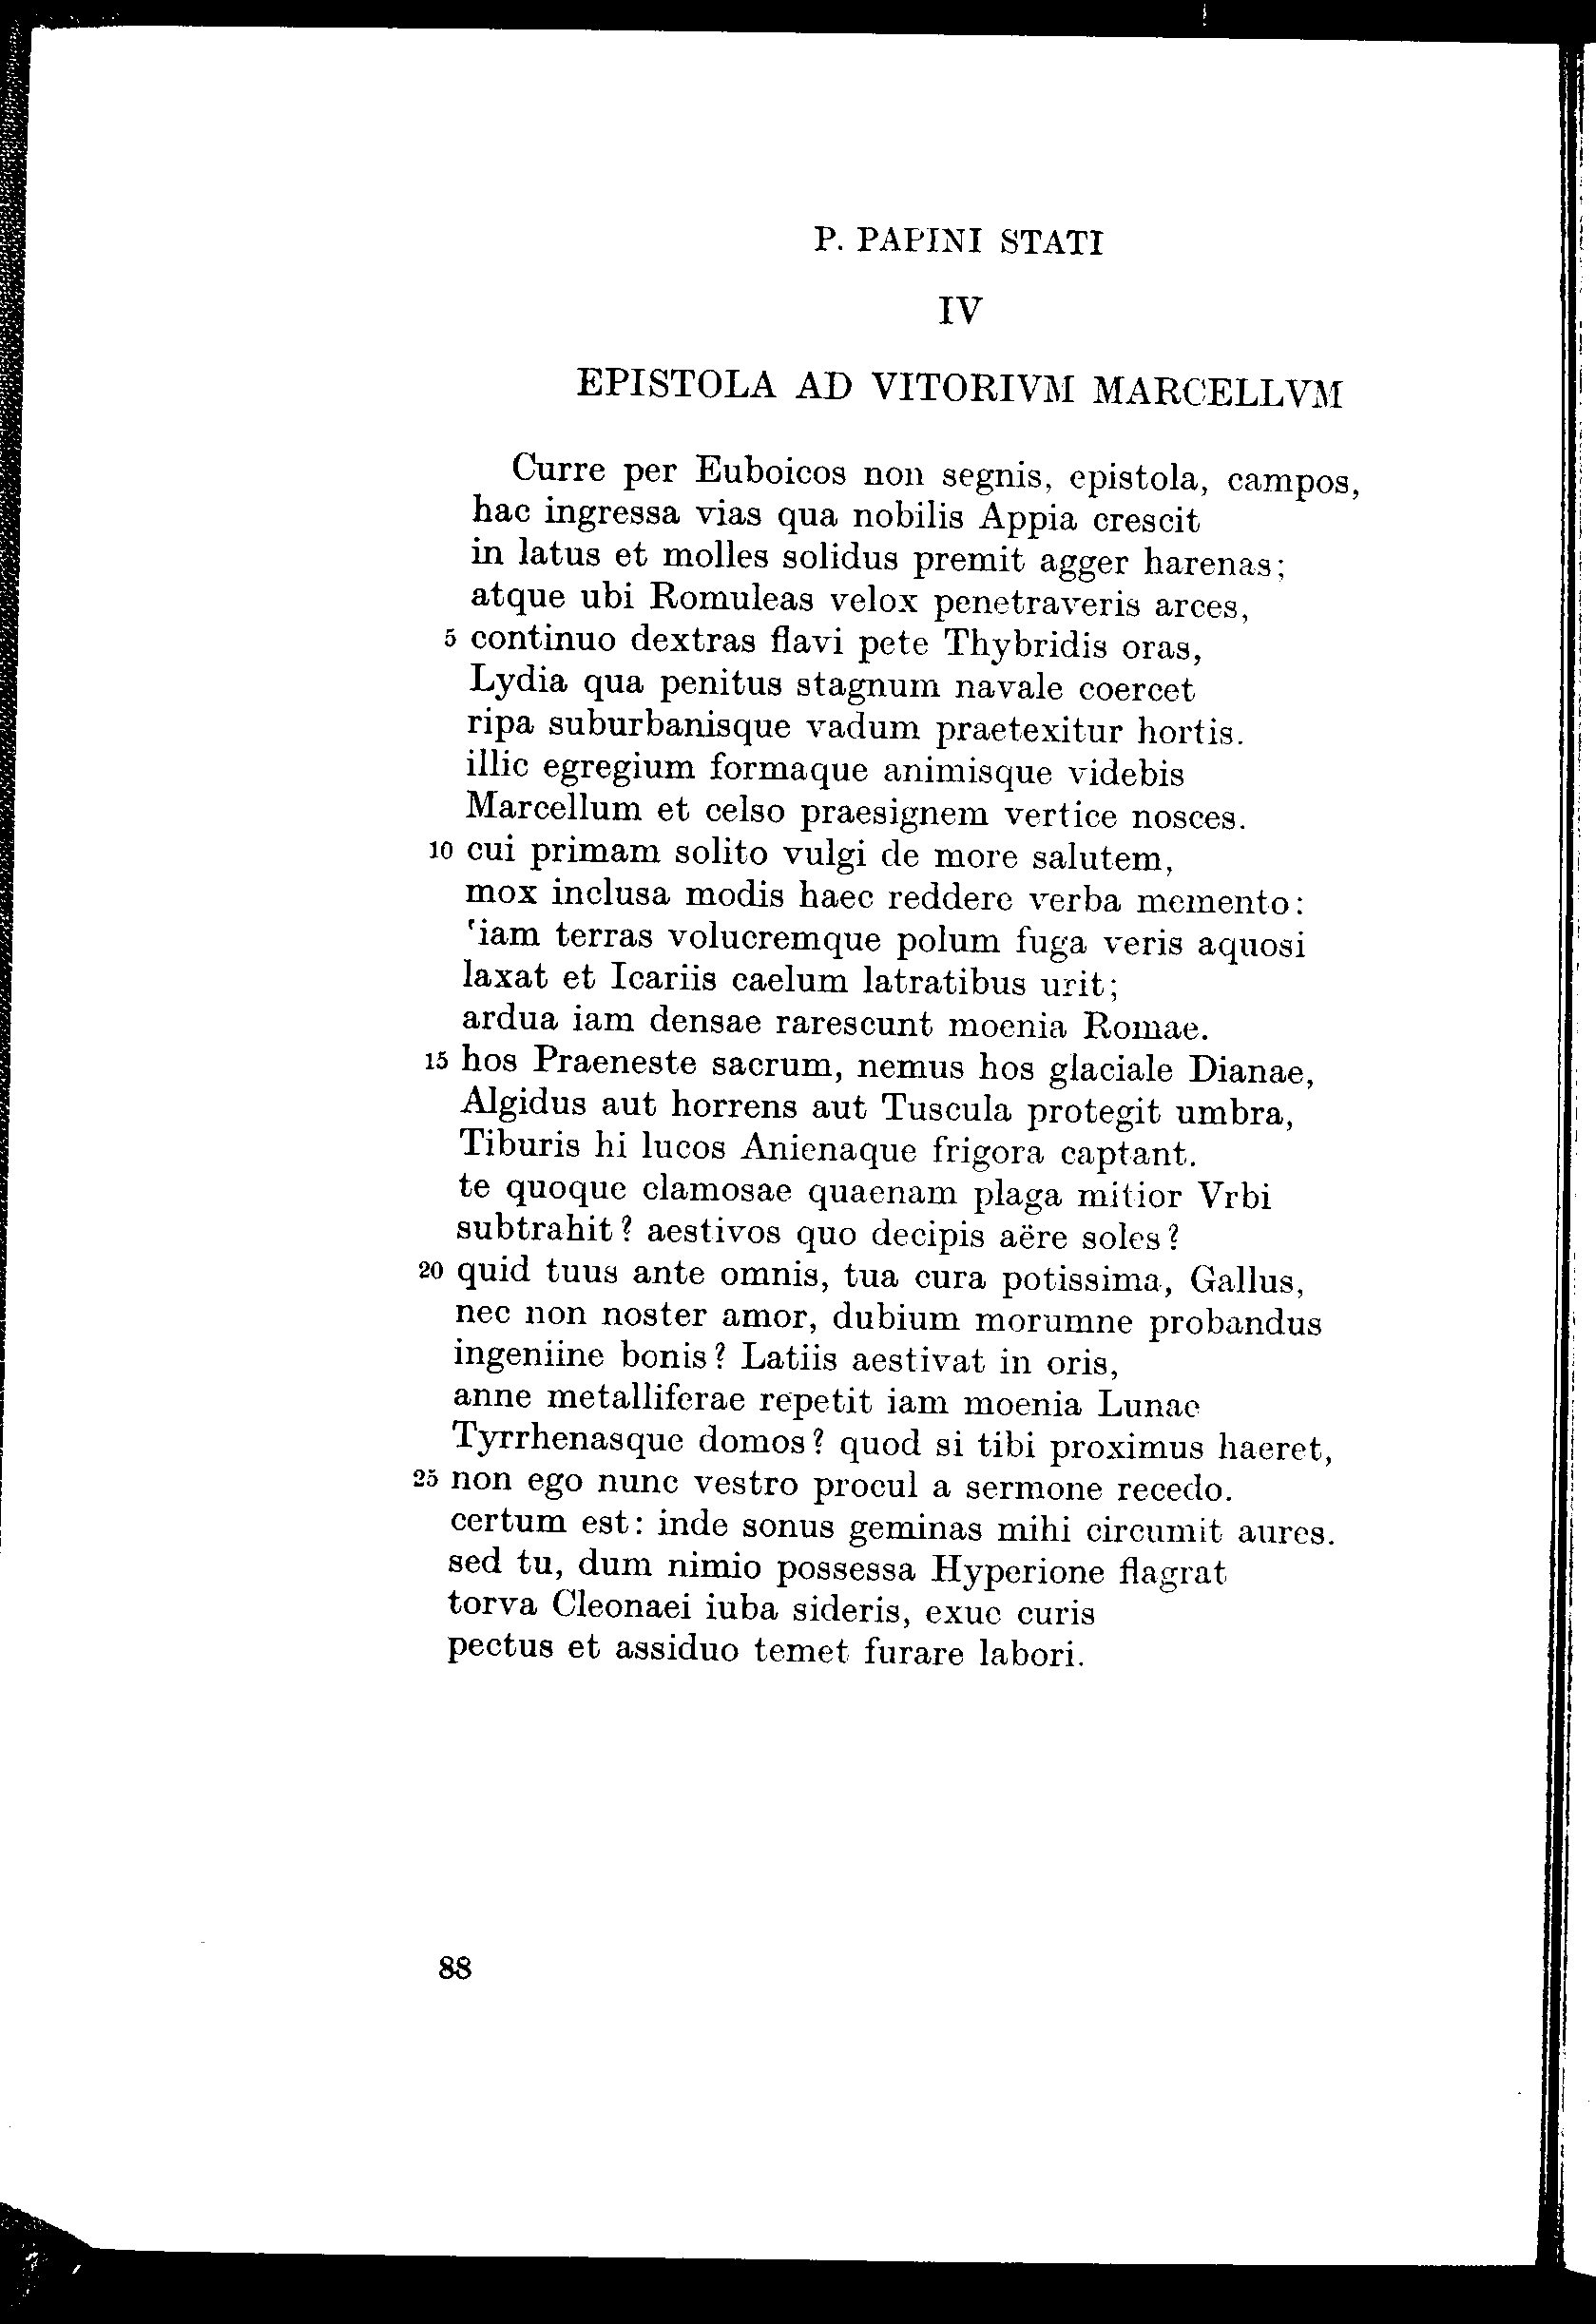 P. PAPINI STATI
IV
EPISTOLA AD VITORIVM MARCELLVM
Curre per Euboicos non segnis, epistola, campos,
hac ingressa vias qua nobilis Appia crescit
in latus et molles solidus premit agger harenas;
atque ubi Romuleas velox penetraveris arces,
5 continuo dextras flavi pete Thybridis oras,
Lydia qua penitus stagnum navale coercet
ripa suburbanisque vadum praetexitur hortis.
illic egregium formaque animisque videbis
Marcellum et celso praesignem vertice nosces.
10 cui primam solito vulgi de more salutem,
mox inclusa modis haec reddere verba memento:
'iam terras volucremque polum fuga veris aquosi
laxat et Icariis caelum latratibus urit;
ardua iam densae rarescunt moenia Romae.
15 hos Praeneste sacrum, nemus hos glaciale Dianae,
Algidus aut horrens aut Tuscula protegit umbra,
Tiburis hi lucos Anienaque frigora captant.
te quoque clamosae quaenam plaga mitior Vrbi
subtrahit? aestivos quo decipis aëre soles?
20 quid tuus ante omnis, tua cura potissima, Gallus,
nec non noster amor, dubium morumne probandus
ingeniine bonis? Latiis aestivat in oris,
anne metalliferae repetit iam moenia Lunae
Tyrrhenasque domos? quod si tibi proximus haeret,
25 non ego nunc vestro procul a sermone recedo.
certum est: inde sonus geminas mihi circumit aures.
sed tu, dum nimio possessa Hyperione flagrat
torva Cleonaei iuba sideris, exue curis
pectus et assiduo temet furare labori.
88